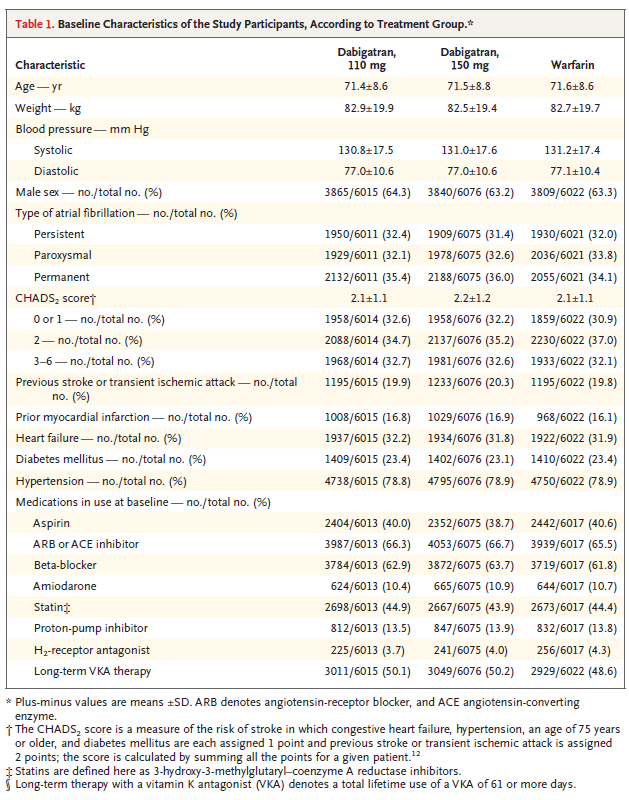 Table 1. Baseline Characteristics of the Study Participants, According to Treatment Group.*
Characteristic Dabigatran, 110 mg Dabigatran, 150 mg Warfarin
Age — yr 71.4±8.6 71.5±8.8 71.6±8.6
Weight — kg 82.9±19.9 82.5±19.4 82.7±19.7
Blood pressure — mm Hg
Systolic 130.8±17.5 131.0±17.6 131.2±17.4
Diastolic 77.0±10.6 77.0±10.6 77.1±10.4
Male sex — no./total no. (%) 3865/6015 (64.3) 3840/6076 (63.2) 3809/6022 (63.3)
Type of atrial fibrillation — no./total no. (%)
Persistent 1950/6011 (32.4) 1909/6075 (31.4) 1930/6021 (32.0)
Paroxysmal 1929/6011 (32.1) 1978/6075 (32.6) 2036/6021 (33.8)
Permanent 2132/6011 (35.4) 2188/6075 (36.0) 2055/6021 (34.1)
CHADS₂ score† 2.1±1.1 2.2±1.2 2.1±1.1
0 or 1 — no./total no. (%) 1958/6014 (32.6) 1958/6076 (32.2) 1859/6022 (30.9)
2 — no./total no. (%) 2088/6014 (34.7) 2137/6076 (35.2) 2230/6022 (37.0)
3–6 — no./total no. (%) 1968/6014 (32.7) 1981/6076 (32.6) 1933/6022 (32.1)
Previous stroke or transient ischemic attack — no./total 1195/6015 (19.9) 1233/6076 (20.3) 1195/6022 (19.8)
no. (%)
Prior myocardial infarction — no./total no. (%) 1008/6015 (16.8) 1029/6076 (16.9) 968/6022 (16.1)
Heart failure — no./total no. (%) 1937/6015 (32.2) 1934/6076 (31.8) 1922/6022 (31.9)
Diabetes mellitus — no./total no. (%) 1409/6015 (23.4) 1402/6076 (23.1) 1410/6022 (23.4)
Hypertension — no./total no. (%) 4738/6015 (78.8) 4795/6076 (78.9) 4750/6022 (78.9)
Medications in use at baseline — no./total no. (%)
Aspirin 2404/6013 (40.0) 2352/6075 (38.7) 2442/6017 (40.6)
ARB or ACE inhibitor 3987/6013 (66.3) 4053/6075 (66.7) 3939/6017 (65.5)
Beta-blocker 3784/6013 (62.9) 3872/6075 (63.7) 3719/6017 (61.8)
Amiodarone 624/6013 (10.4) 665/6075 (10.9) 644/6017 (10.7)
Statin‡ 2698/6013 (44.9) 2667/6075 (43.9) 2673/6017 (44.4)
Proton-pump inhibitor 812/6013 (13.5) 847/6075 (13.9) 832/6017 (13.8)
H₂-receptor antagonist 225/6013 (3.7) 241/6075 (4.0) 256/6017 (4.3)
Long-term VKA therapy 3011/6015 (50.1) 3049/6076 (50.2) 2929/6022 (48.6)
* Plus-minus values are means ±SD. ARB denotes angiotensin-receptor blocker, and ACE angiotensin-converting
enzyme.
† The CHADS₂ score is a measure of the risk of stroke in which congestive heart failure, hypertension, an age of 75 years
or older, and diabetes mellitus are each assigned 1 point and previous stroke or transient ischemic attack is assigned
2 points; the score is calculated by summing all the points for a given patient.¹²
‡ Statins are defined here as 3-hydroxy-3-methylglutaryl–coenzyme A reductase inhibitors.
§ Long-term therapy with a vitamin K antagonist (VKA) denotes a total lifetime use of a VKA of 61 or more days.